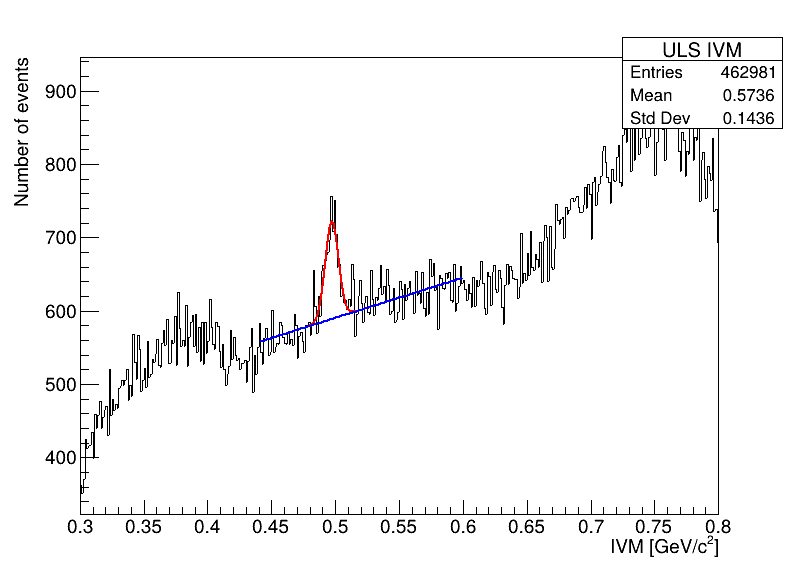 ULS IVM
Entries 462981
Mean 0.5736
Std Dev 0.1436
Number of events
900
800
700
600
500
400
0.3 0.35 0.4 0.45 0.5 0.55 0.6 0.65 0.7 0.75 0.8
IVM [GeV/c²]